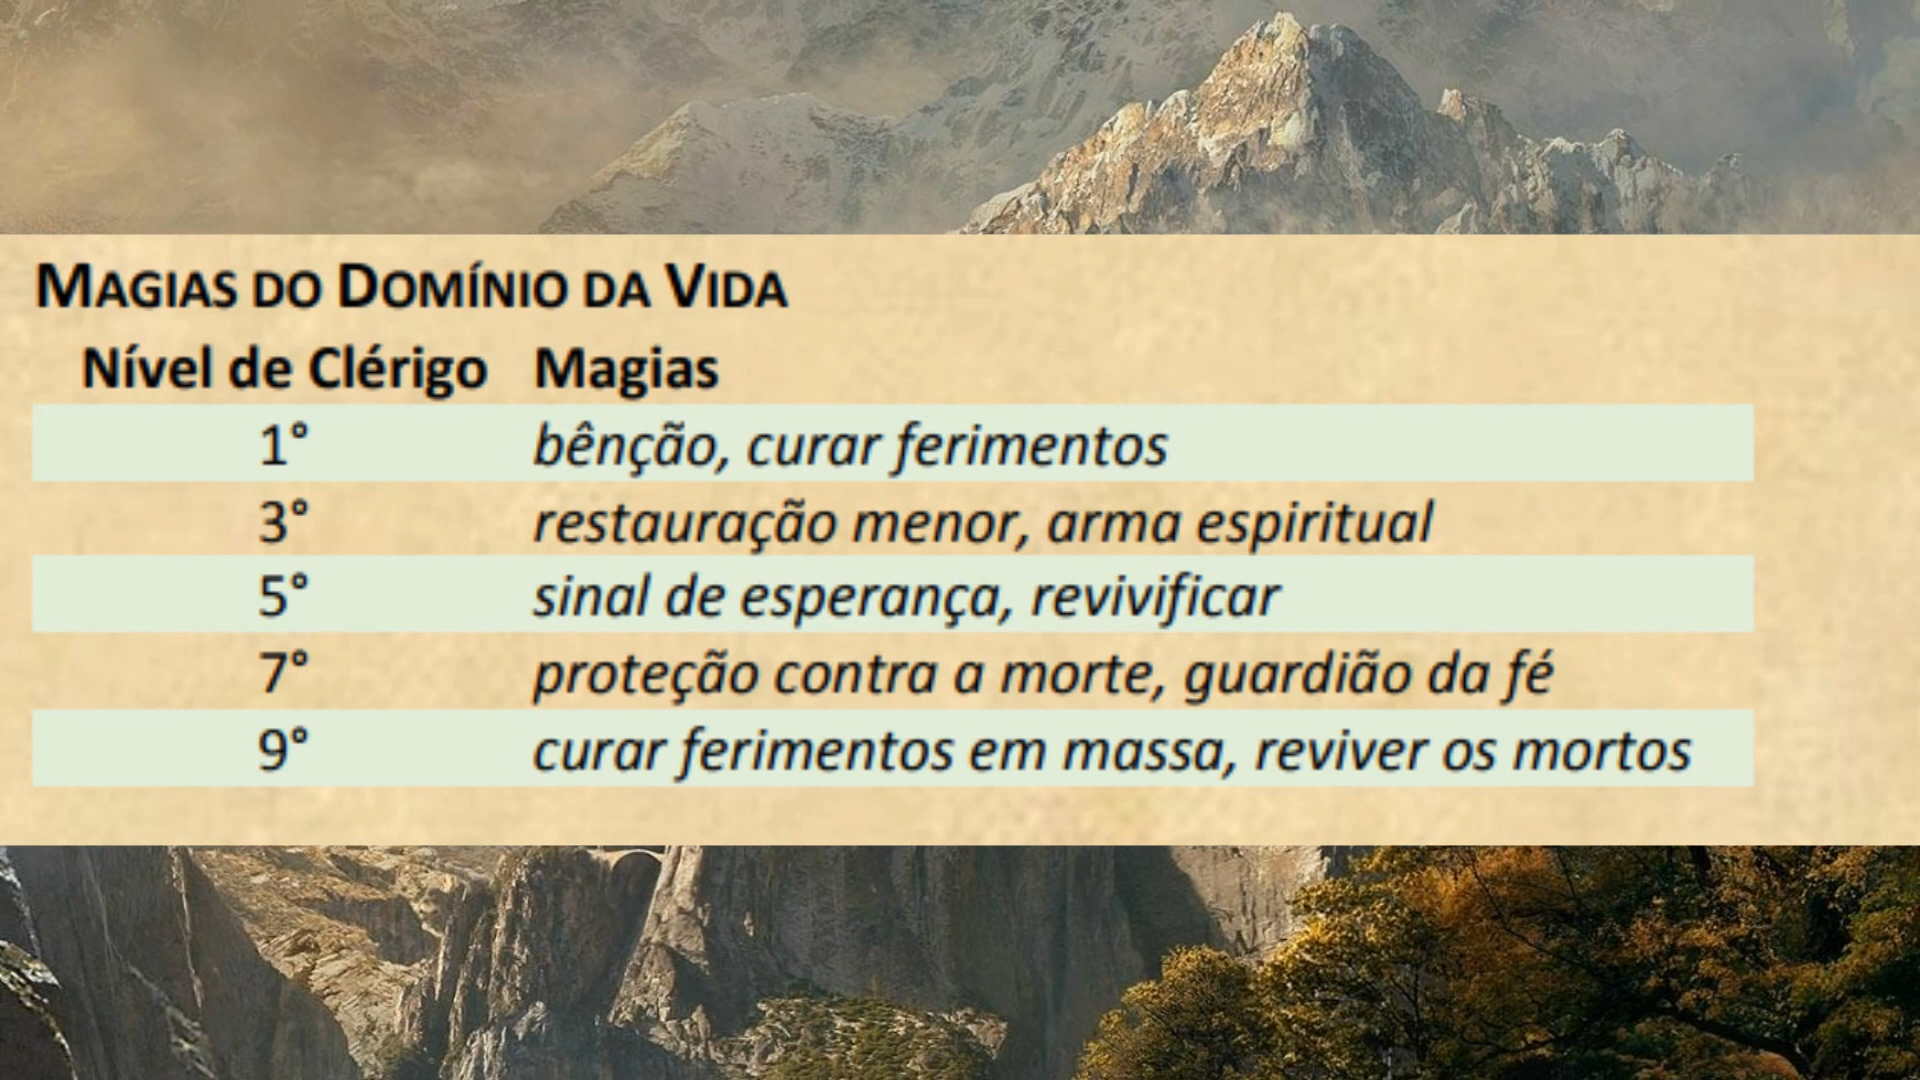 MAGIAS DO DOMÍNIO DA VIDA
Nível de Clérigo Magias
1° bênção, curar ferimentos
3° restauração menor, arma espiritual
5° sinal de esperança, revivificar
7° proteção contra a morte, guardião da fé
9° curar ferimentos em massa, reviver os mortos